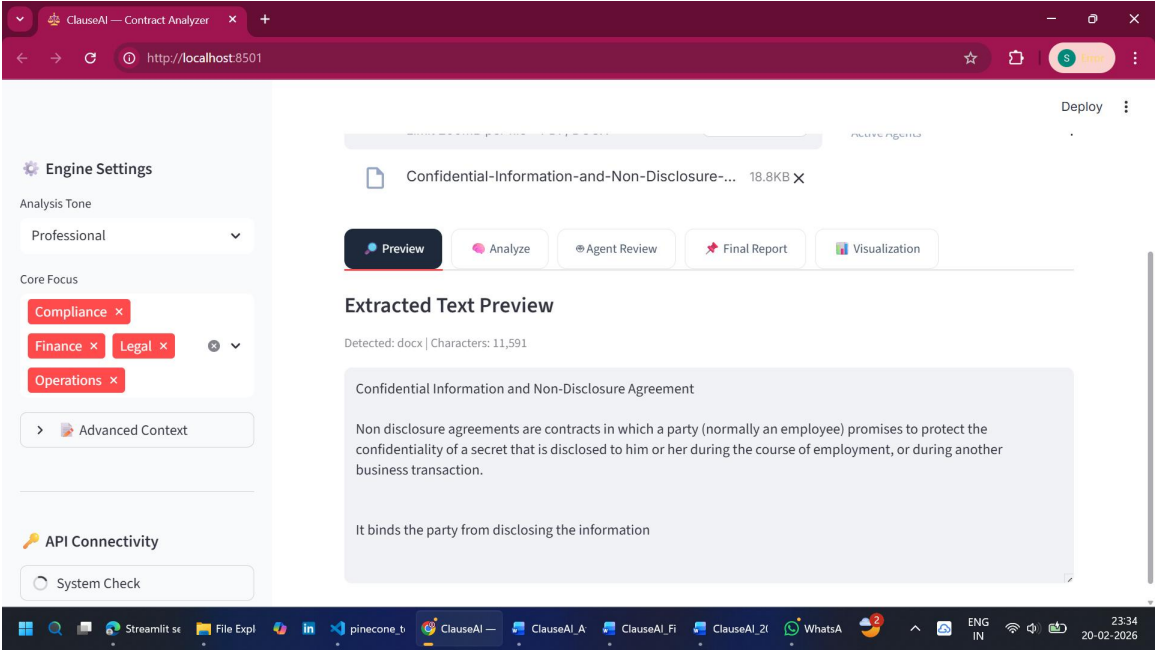 ClauseAI — Contract Analyzer
http://localhost:8501
S Error
Deploy
Active Agents
Engine Settings
Analysis Tone
Professional
Core Focus
Compliance ×
Finance × Legal ×
Operations ×
Advanced Context
API Connectivity
System Check
Confidential-Information-and-Non-Disclosure-... 18.8KB
Preview Analyze Agent Review Final Report Visualization
Extracted Text Preview
Detected: docx | Characters: 11,591
Confidential Information and Non-Disclosure Agreement
Non disclosure agreements are contracts in which a party (normally an employee) promises to protect the
confidentiality of a secret that is disclosed to him or her during the course of employment, or during another
business transaction.
It binds the party from disclosing the information
Streamlit se File Expl in pinecone_t ClauseAI — ClauseAI_A ClauseAI_Fi ClauseAI_2( WhatsA 2 ENG 23:34
IN 20-02-2026